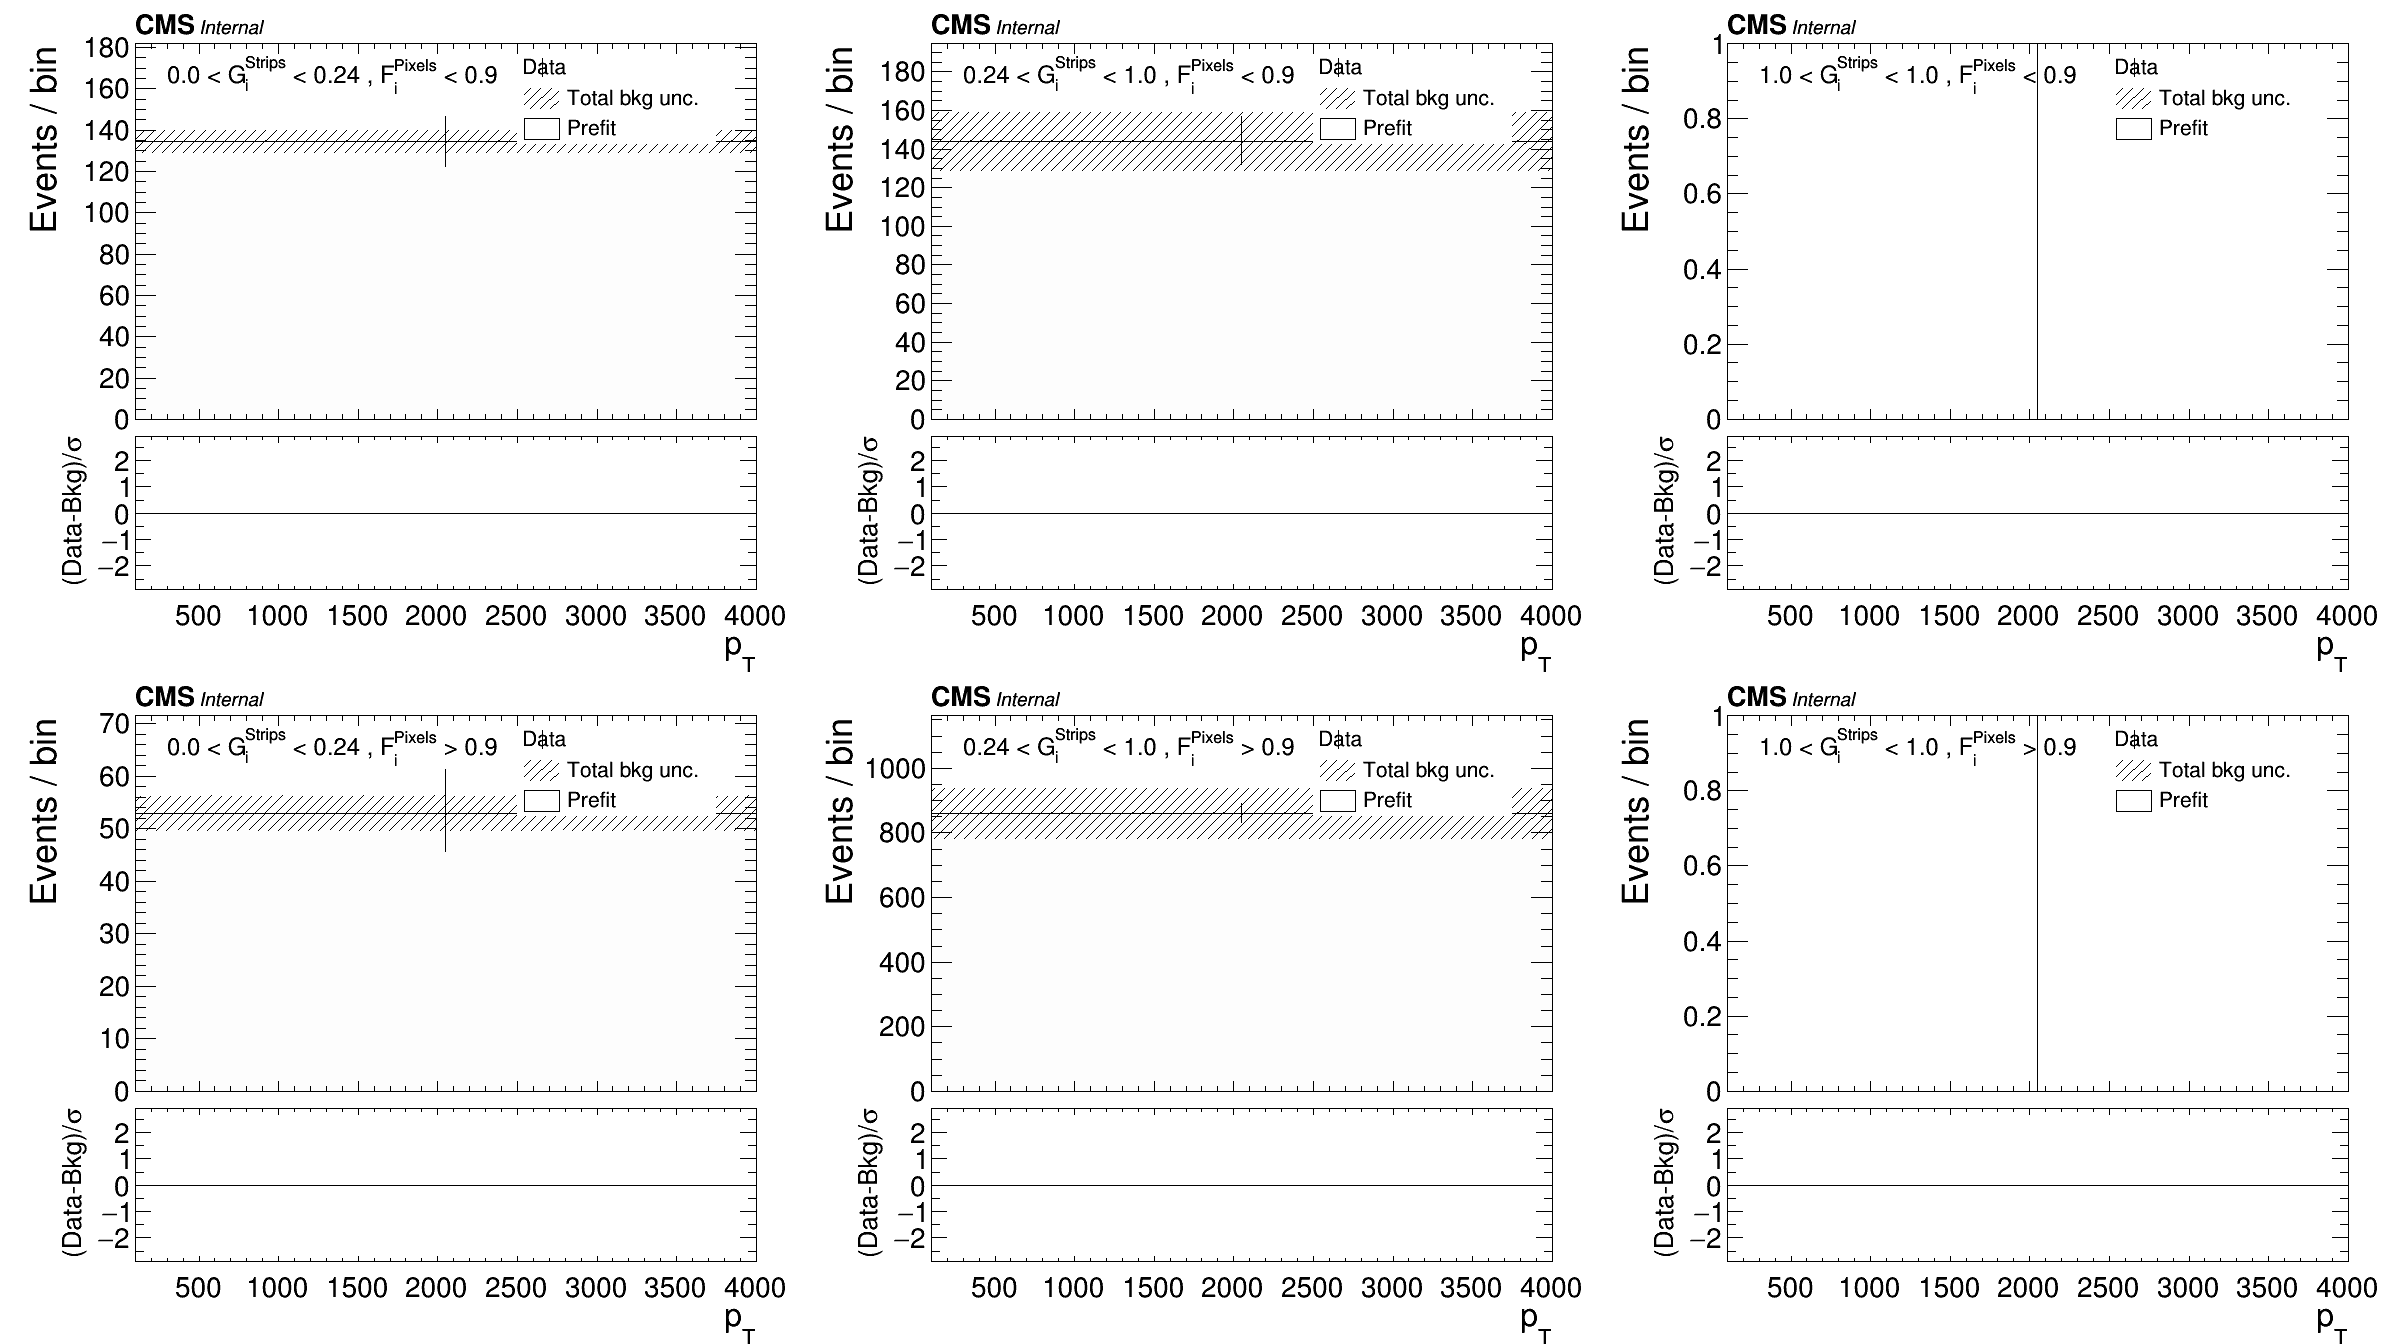 CMS Internal
Events / bin
180
160
140
120
100
80
60
40
20
0
0.0 < G_i^Strips < 0.24 , F_i^Pixels < 0.9
Data
Total bkg unc.
Prefit
(Data-Bkg)/σ
2
1
0
−1
−2
500 1000 1500 2000 2500 3000 3500 4000
p_T
CMS Internal
Events / bin
180
160
140
120
100
80
60
40
20
0
0.24 < G_i^Strips < 1.0 , F_i^Pixels < 0.9
Data
Total bkg unc.
Prefit
(Data-Bkg)/σ
2
1
0
−1
−2
500 1000 1500 2000 2500 3000 3500 4000
p_T
CMS Internal
Events / bin
1
0.8
0.6
0.4
0.2
0
1.0 < G_i^Strips < 1.0 , F_i^Pixels < 0.9
Data
Total bkg unc.
Prefit
(Data-Bkg)/σ
2
1
0
−1
−2
500 1000 1500 2000 2500 3000 3500 4000
p_T
CMS Internal
Events / bin
70
60
50
40
30
20
10
0
0.0 < G_i^Strips < 0.24 , F_i^Pixels > 0.9
Data
Total bkg unc.
Prefit
(Data-Bkg)/σ
2
1
0
−1
−2
500 1000 1500 2000 2500 3000 3500 4000
p_T
CMS Internal
Events / bin
1000
800
600
400
200
0
0.24 < G_i^Strips < 1.0 , F_i^Pixels > 0.9
Data
Total bkg unc.
Prefit
(Data-Bkg)/σ
2
1
0
−1
−2
500 1000 1500 2000 2500 3000 3500 4000
p_T
CMS Internal
Events / bin
1
0.8
0.6
0.4
0.2
0
1.0 < G_i^Strips < 1.0 , F_i^Pixels > 0.9
Data
Total bkg unc.
Prefit
(Data-Bkg)/σ
2
1
0
−1
−2
500 1000 1500 2000 2500 3000 3500 4000
p_T